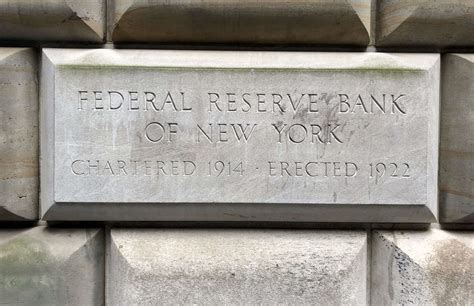 FEDERAL RESERVE BANK
OF NEW YORK
CHARTERED 1914 · ERECTED 1922